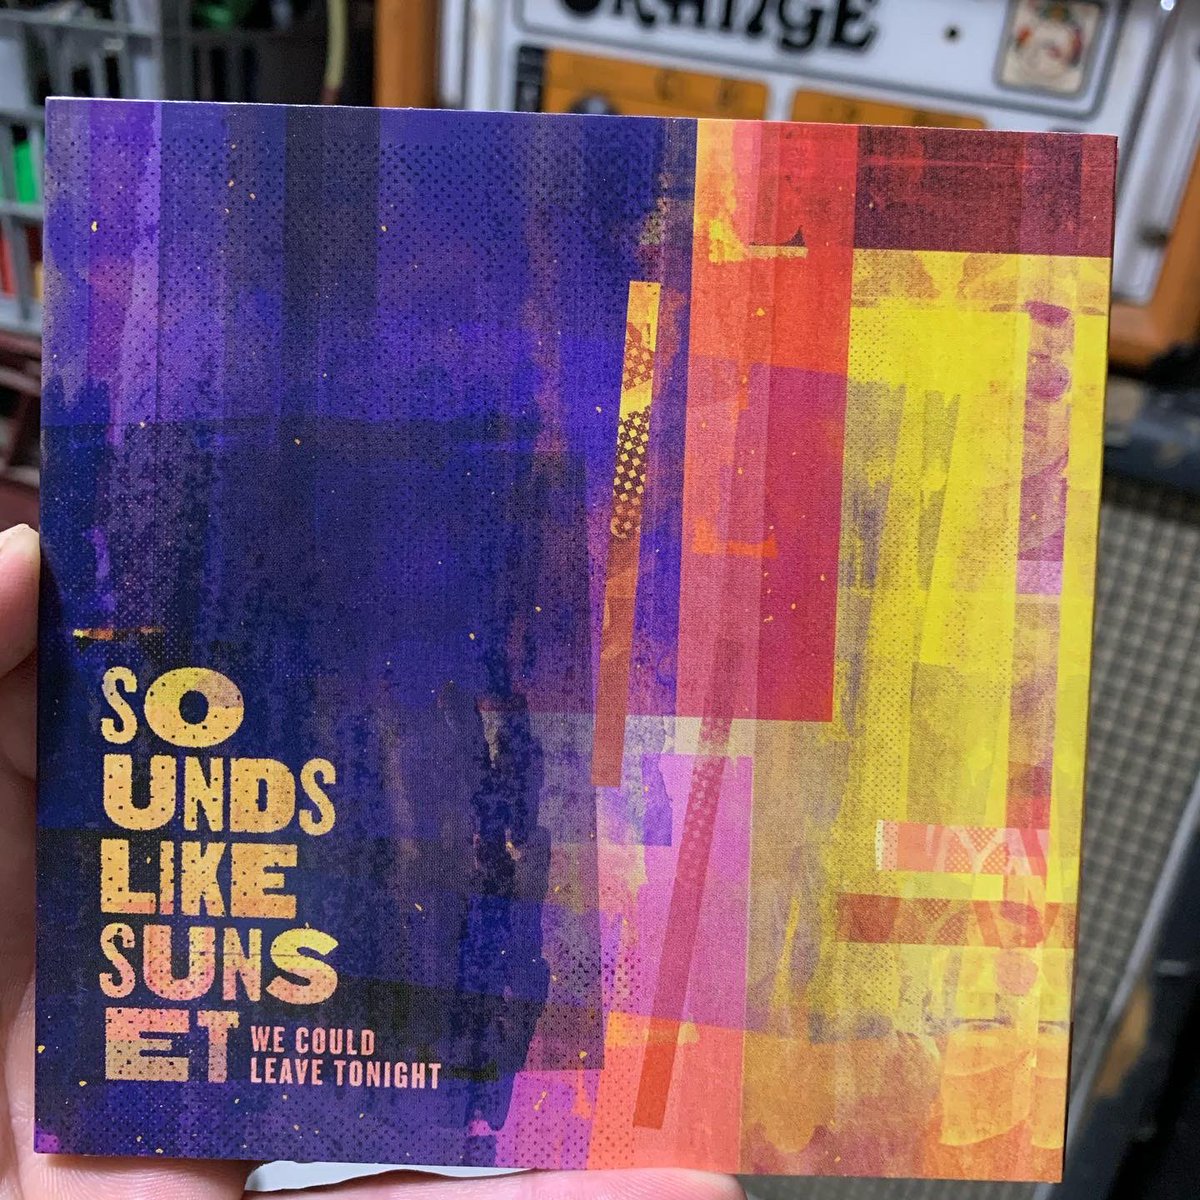 ORANGE
SO
UNDS
LIKE
SUNS
ET
WE COULD
LEAVE TONIGHT